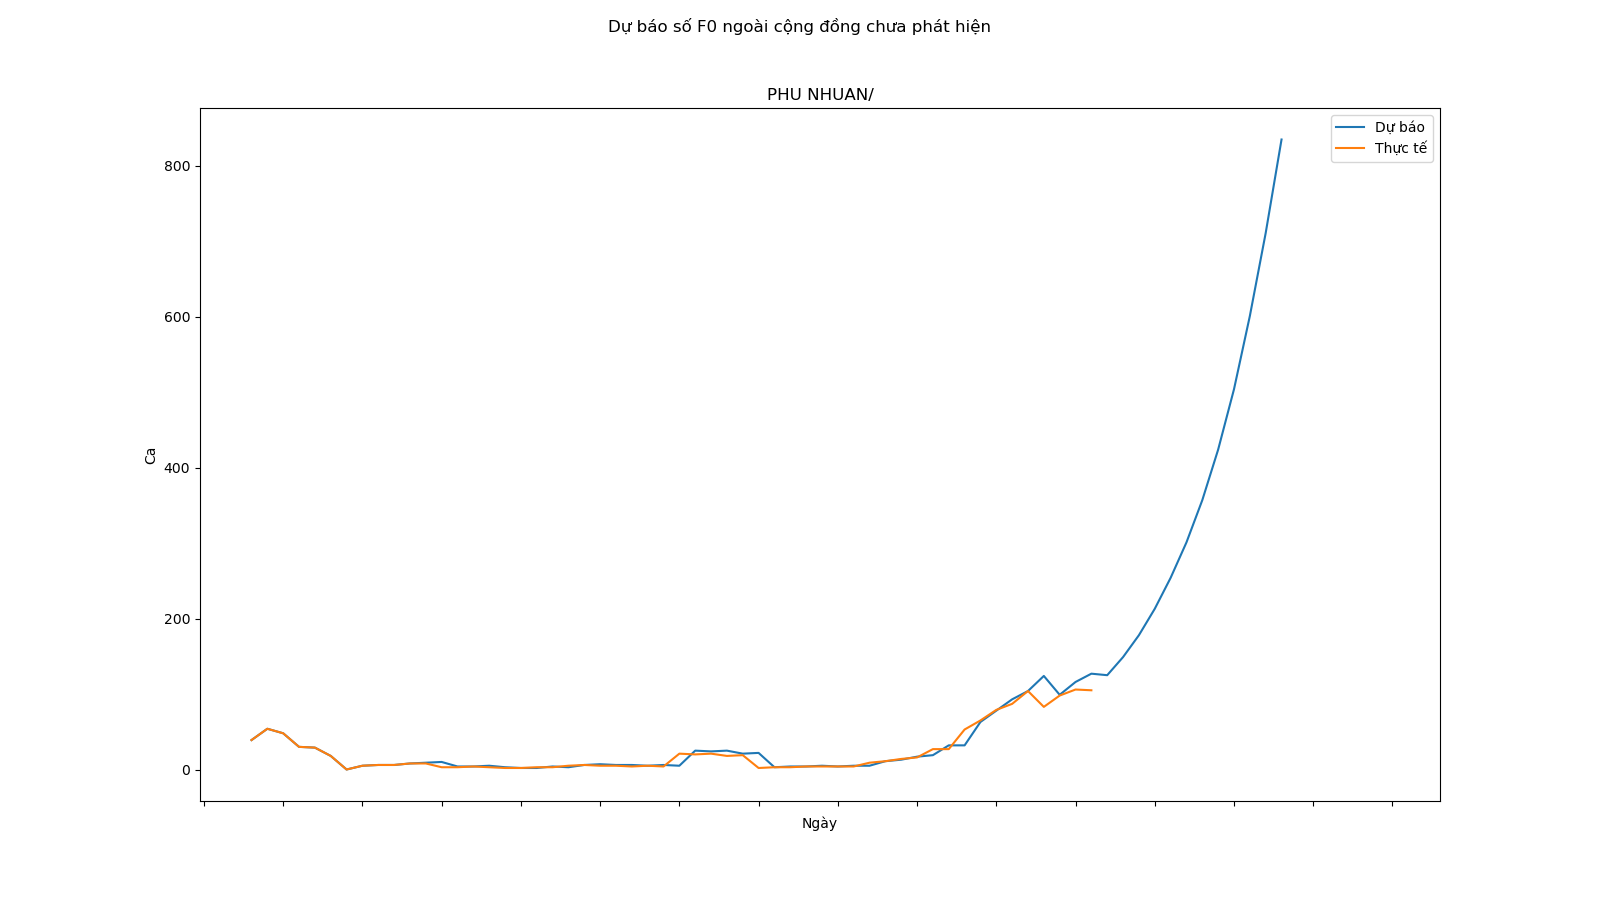 Dự báo số F0 ngoài cộng đồng chưa phát hiện
PHU NHUAN/
Dự báo
Thực tế
800
600
400
200
0
Ca
Ngày